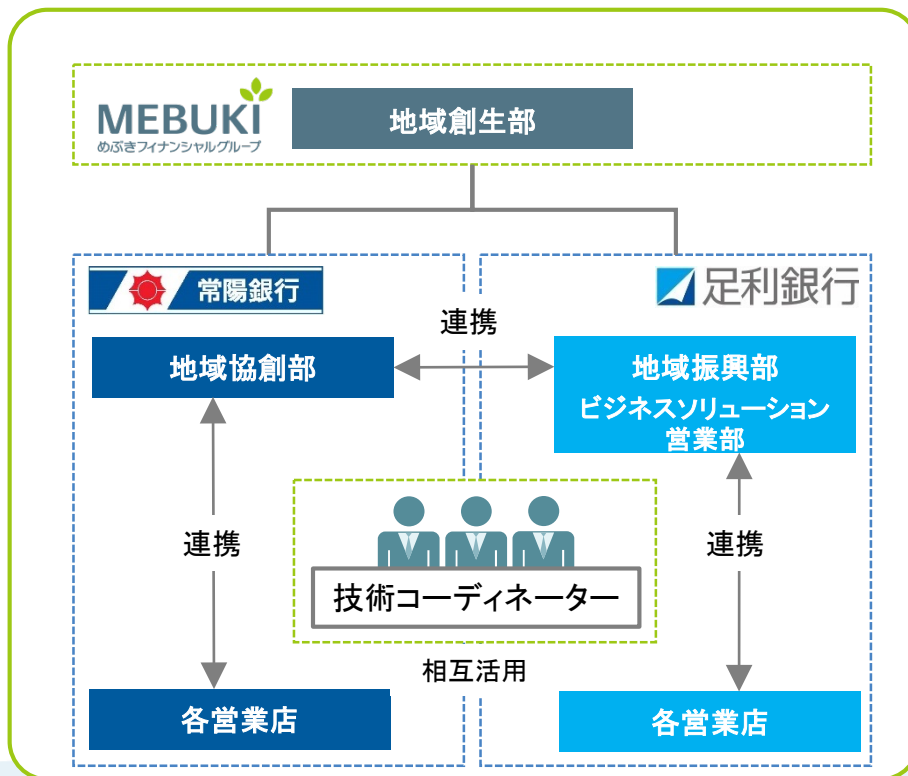 MEBUKI
めぶきフィナンシャルグループ
地域創生部
常陽銀行
足利銀行
連携
地域協創部
地域振興部
ビジネスソリューション
営業部
連携
連携
技術コーディネーター
相互活用
各営業店
各営業店